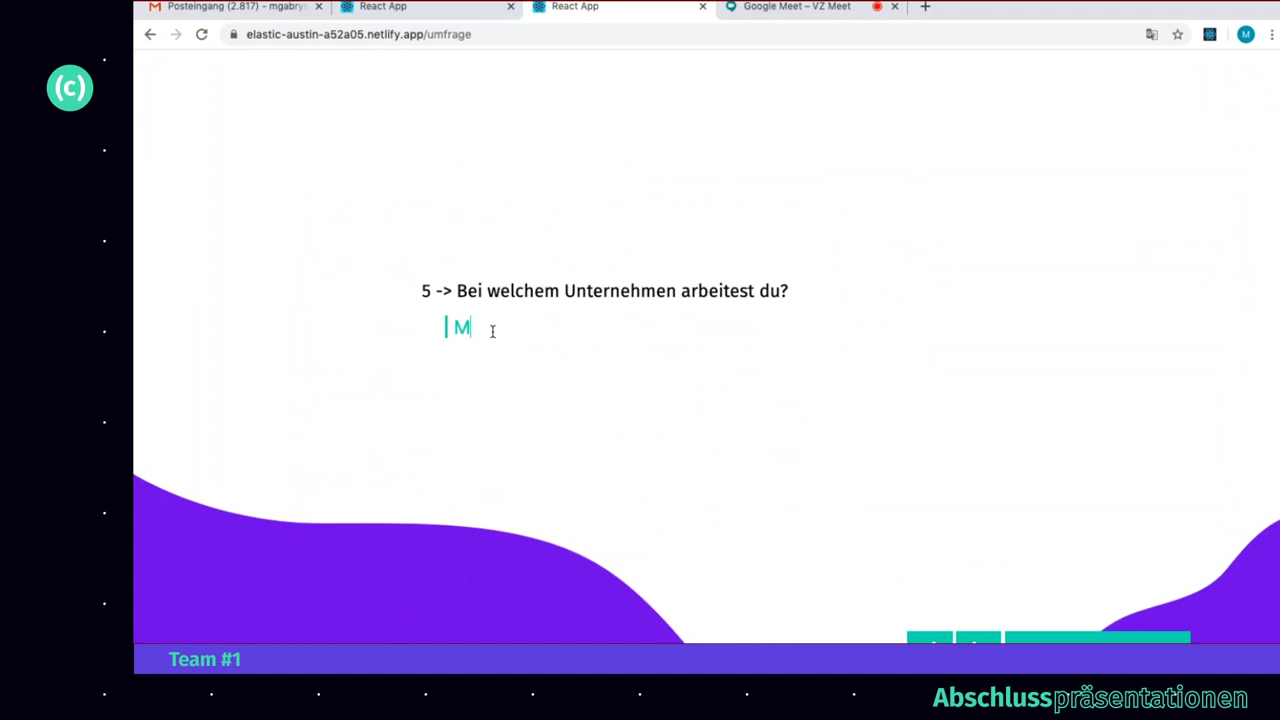 Posteingang (2.817) - mgabry
React App
React App
Google Meet – VZ Meet
elastic-austin-a52a05.netlify.app/umfrage
M
(c)
5 -> Bei welchem Unternehmen arbeitest du?
M
Team #1
Abschlusspräsentationen